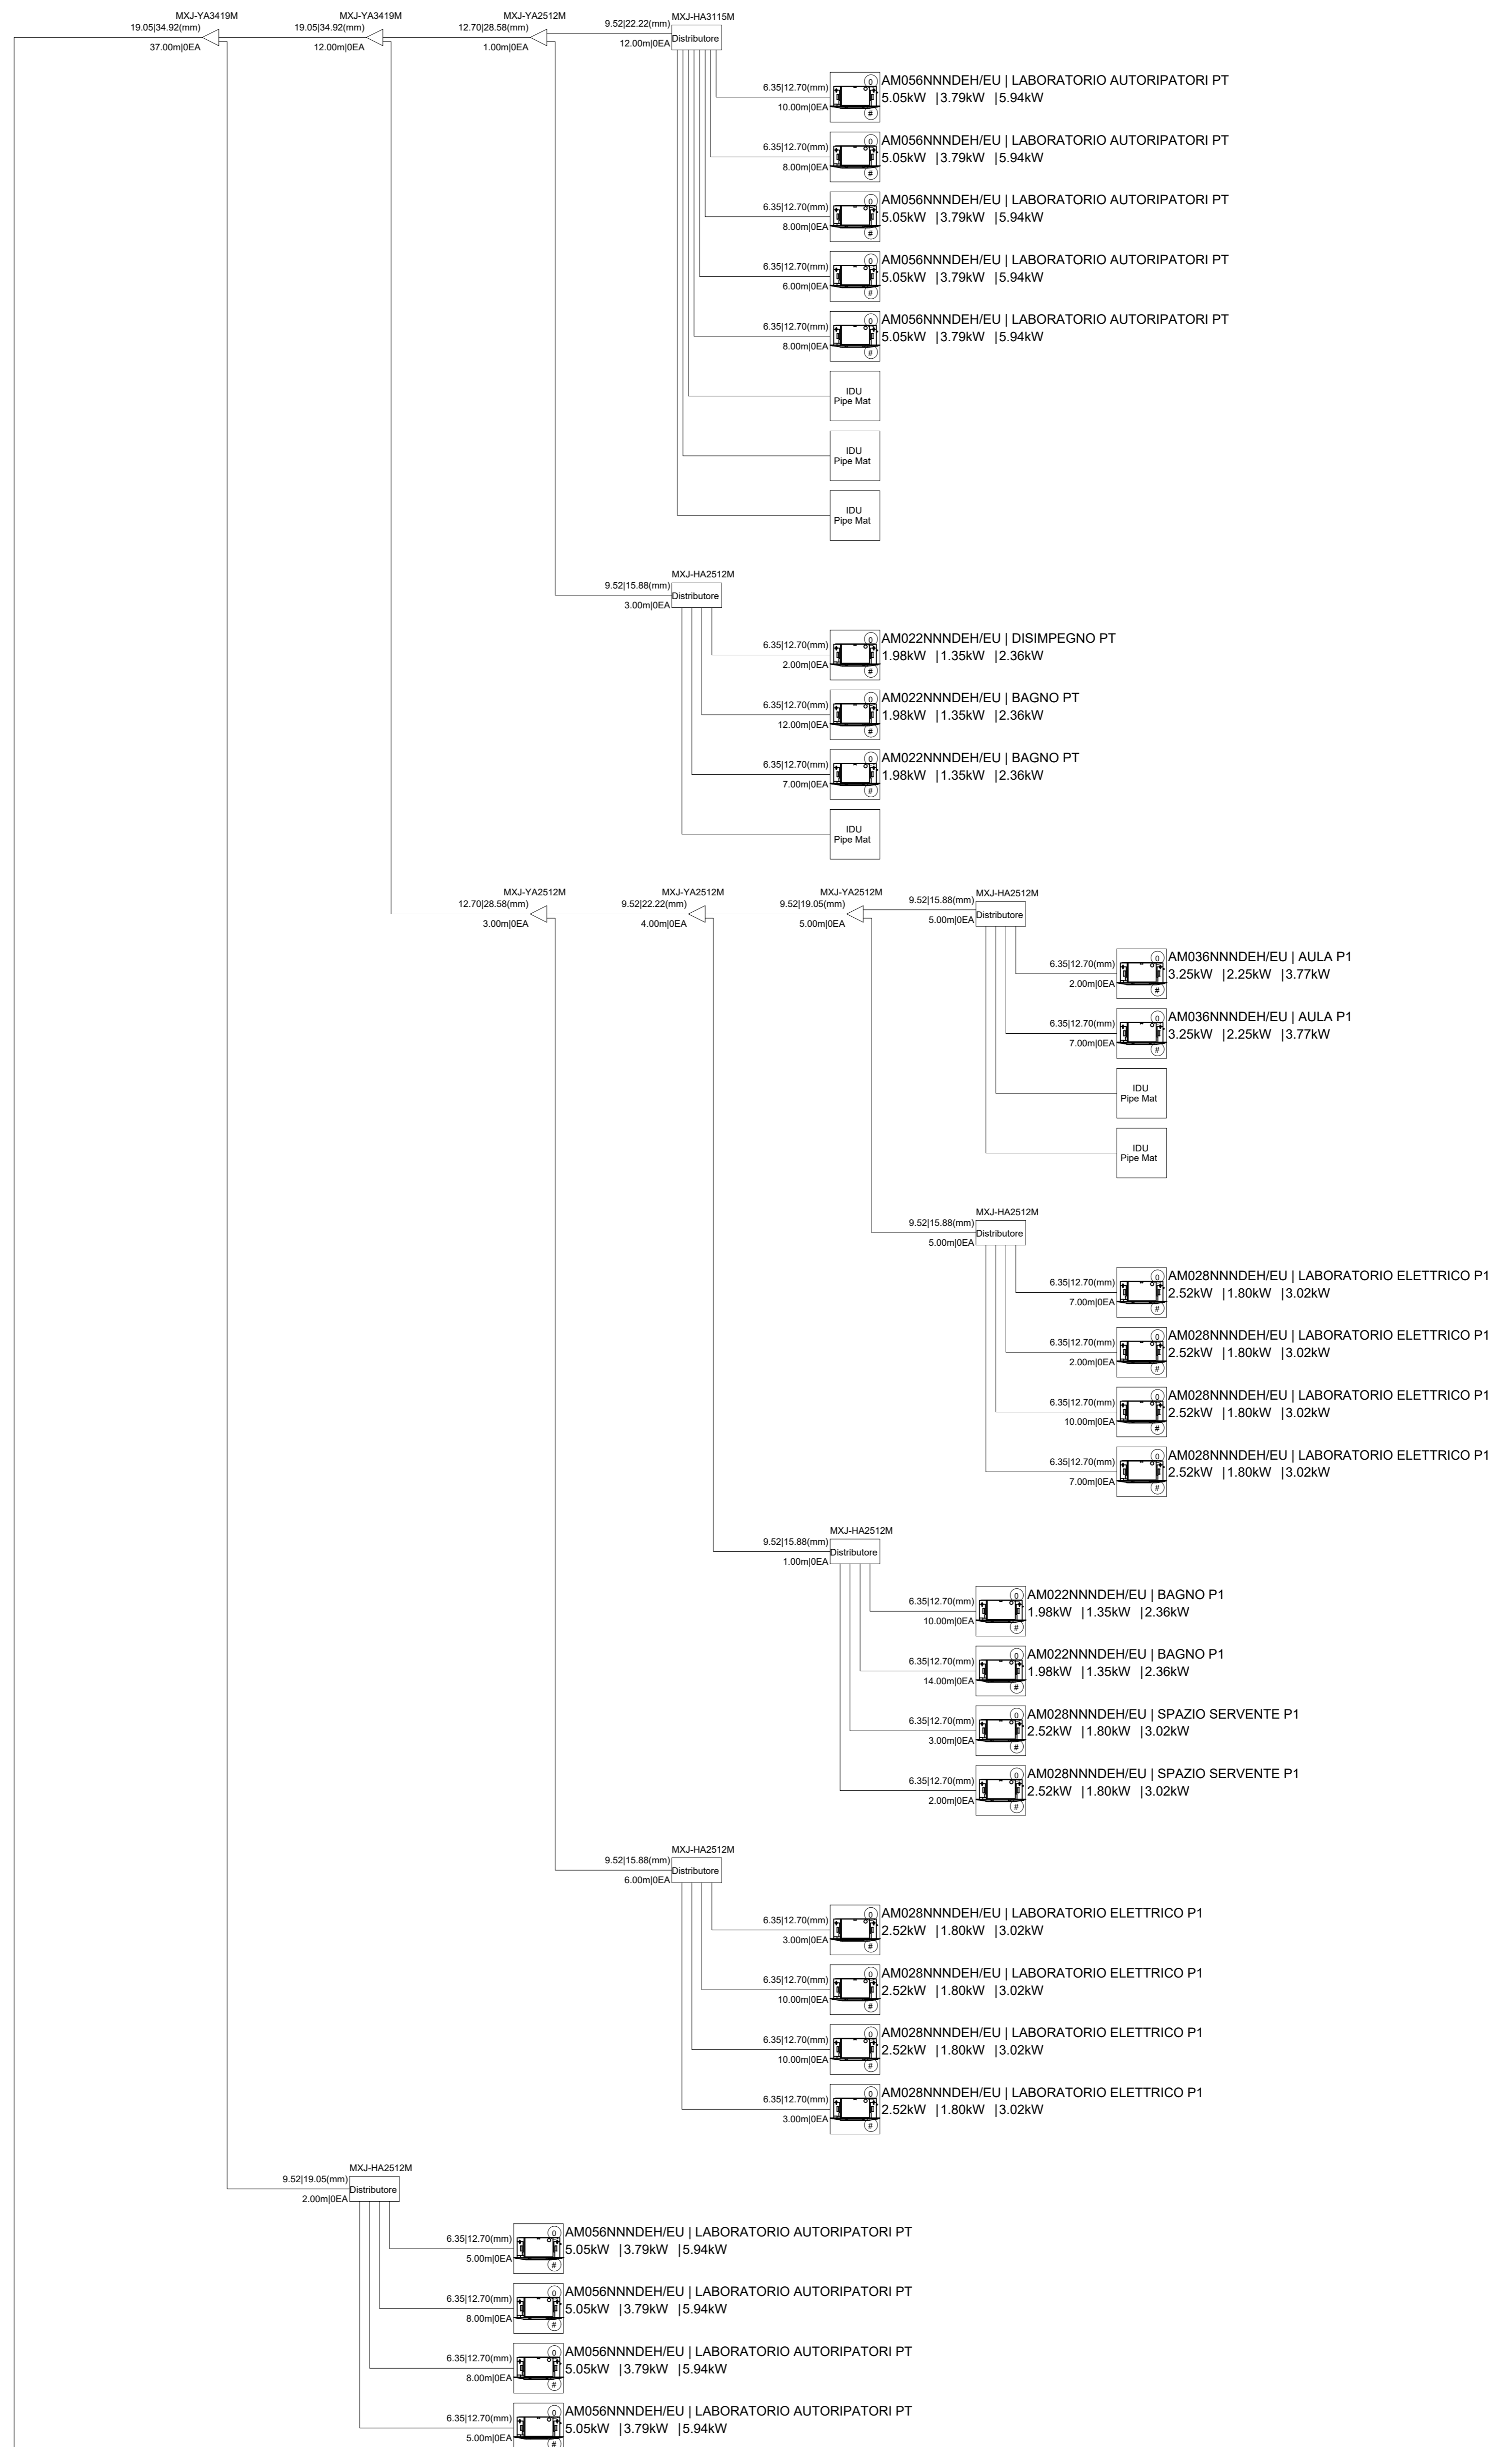 MXJ-YA3419M
19.05|34.92(mm)
37.00m|0EA
MXJ-YA3419M
19.05|34.92(mm)
12.00m|0EA
MXJ-YA2512M
12.70|28.58(mm)
1.00m|0EA
MXJ-HA3115M
9.52|22.22(mm)
12.00m|0EA
Distributore
6.35|12.70(mm)
10.00m|0EA
0
#
AM056NNNDEH/EU | LABORATORIO AUTORIPATORI PT
5.05kW |3.79kW |5.94kW
6.35|12.70(mm)
8.00m|0EA
0
#
AM056NNNDEH/EU | LABORATORIO AUTORIPATORI PT
5.05kW |3.79kW |5.94kW
6.35|12.70(mm)
8.00m|0EA
0
#
AM056NNNDEH/EU | LABORATORIO AUTORIPATORI PT
5.05kW |3.79kW |5.94kW
6.35|12.70(mm)
6.00m|0EA
0
#
AM056NNNDEH/EU | LABORATORIO AUTORIPATORI PT
5.05kW |3.79kW |5.94kW
6.35|12.70(mm)
8.00m|0EA
0
#
AM056NNNDEH/EU | LABORATORIO AUTORIPATORI PT
5.05kW |3.79kW |5.94kW
IDU
Pipe Mat
IDU
Pipe Mat
IDU
Pipe Mat
MXJ-HA2512M
9.52|15.88(mm)
3.00m|0EA
Distributore
6.35|12.70(mm)
2.00m|0EA
0
#
AM022NNNDEH/EU | DISIMPEGNO PT
1.98kW |1.35kW |2.36kW
6.35|12.70(mm)
12.00m|0EA
0
#
AM022NNNDEH/EU | BAGNO PT
1.98kW |1.35kW |2.36kW
6.35|12.70(mm)
7.00m|0EA
0
#
AM022NNNDEH/EU | BAGNO PT
1.98kW |1.35kW |2.36kW
IDU
Pipe Mat
MXJ-YA2512M
12.70|28.58(mm)
3.00m|0EA
MXJ-YA2512M
9.52|22.22(mm)
4.00m|0EA
MXJ-YA2512M
9.52|19.05(mm)
5.00m|0EA
MXJ-HA2512M
9.52|15.88(mm)
5.00m|0EA
Distributore
6.35|12.70(mm)
2.00m|0EA
0
#
AM036NNNDEH/EU | AULA P1
3.25kW |2.25kW |3.77kW
6.35|12.70(mm)
7.00m|0EA
0
#
AM036NNNDEH/EU | AULA P1
3.25kW |2.25kW |3.77kW
IDU
Pipe Mat
IDU
Pipe Mat
MXJ-HA2512M
9.52|15.88(mm)
5.00m|0EA
Distributore
6.35|12.70(mm)
7.00m|0EA
0
#
AM028NNNDEH/EU | LABORATORIO ELETTRICO P1
2.52kW |1.80kW |3.02kW
6.35|12.70(mm)
2.00m|0EA
0
#
AM028NNNDEH/EU | LABORATORIO ELETTRICO P1
2.52kW |1.80kW |3.02kW
6.35|12.70(mm)
10.00m|0EA
0
#
AM028NNNDEH/EU | LABORATORIO ELETTRICO P1
2.52kW |1.80kW |3.02kW
6.35|12.70(mm)
7.00m|0EA
0
#
AM028NNNDEH/EU | LABORATORIO ELETTRICO P1
2.52kW |1.80kW |3.02kW
MXJ-HA2512M
9.52|15.88(mm)
1.00m|0EA
Distributore
6.35|12.70(mm)
10.00m|0EA
0
#
AM022NNNDEH/EU | BAGNO P1
1.98kW |1.35kW |2.36kW
6.35|12.70(mm)
14.00m|0EA
0
#
AM022NNNDEH/EU | BAGNO P1
1.98kW |1.35kW |2.36kW
6.35|12.70(mm)
3.00m|0EA
0
#
AM028NNNDEH/EU | SPAZIO SERVENTE P1
2.52kW |1.80kW |3.02kW
6.35|12.70(mm)
2.00m|0EA
0
#
AM028NNNDEH/EU | SPAZIO SERVENTE P1
2.52kW |1.80kW |3.02kW
MXJ-HA2512M
9.52|15.88(mm)
6.00m|0EA
Distributore
6.35|12.70(mm)
3.00m|0EA
0
#
AM028NNNDEH/EU | LABORATORIO ELETTRICO P1
2.52kW |1.80kW |3.02kW
6.35|12.70(mm)
10.00m|0EA
0
#
AM028NNNDEH/EU | LABORATORIO ELETTRICO P1
2.52kW |1.80kW |3.02kW
6.35|12.70(mm)
10.00m|0EA
0
#
AM028NNNDEH/EU | LABORATORIO ELETTRICO P1
2.52kW |1.80kW |3.02kW
6.35|12.70(mm)
3.00m|0EA
0
#
AM028NNNDEH/EU | LABORATORIO ELETTRICO P1
2.52kW |1.80kW |3.02kW
MXJ-HA2512M
9.52|19.05(mm)
2.00m|0EA
Distributore
6.35|12.70(mm)
5.00m|0EA
0
#
AM056NNNDEH/EU | LABORATORIO AUTORIPATORI PT
5.05kW |3.79kW |5.94kW
6.35|12.70(mm)
8.00m|0EA
0
#
AM056NNNDEH/EU | LABORATORIO AUTORIPATORI PT
5.05kW |3.79kW |5.94kW
6.35|12.70(mm)
8.00m|0EA
0
#
AM056NNNDEH/EU | LABORATORIO AUTORIPATORI PT
5.05kW |3.79kW |5.94kW
6.35|12.70(mm)
5.00m|0EA
0
#
AM056NNNDEH/EU | LABORATORIO AUTORIPATORI PT
5.05kW |3.79kW |5.94kW